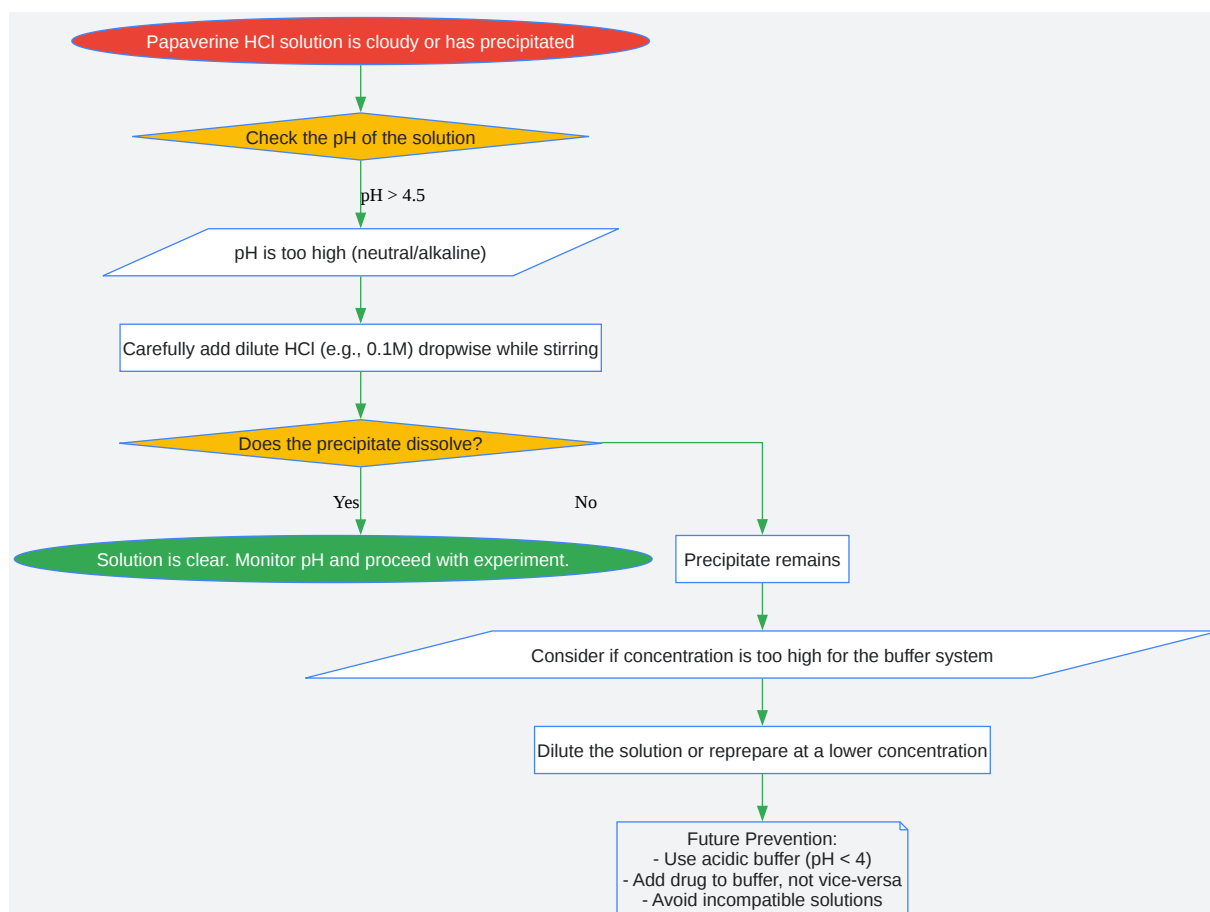 Papaverine HCl solution is cloudy or has precipitated
Check the pH of the solution
pH > 4.5
pH is too high (neutral/alkaline)
Carefully add dilute HCl (e.g., 0.1M) dropwise while stirring
Does the precipitate dissolve?
Yes
No
Solution is clear. Monitor pH and proceed with experiment.
Precipitate remains
Consider if concentration is too high for the buffer system
Dilute the solution or reprepare at a lower concentration
Future Prevention:
- Use acidic buffer (pH < 4)
- Add drug to buffer, not vice-versa
- Avoid incompatible solutions